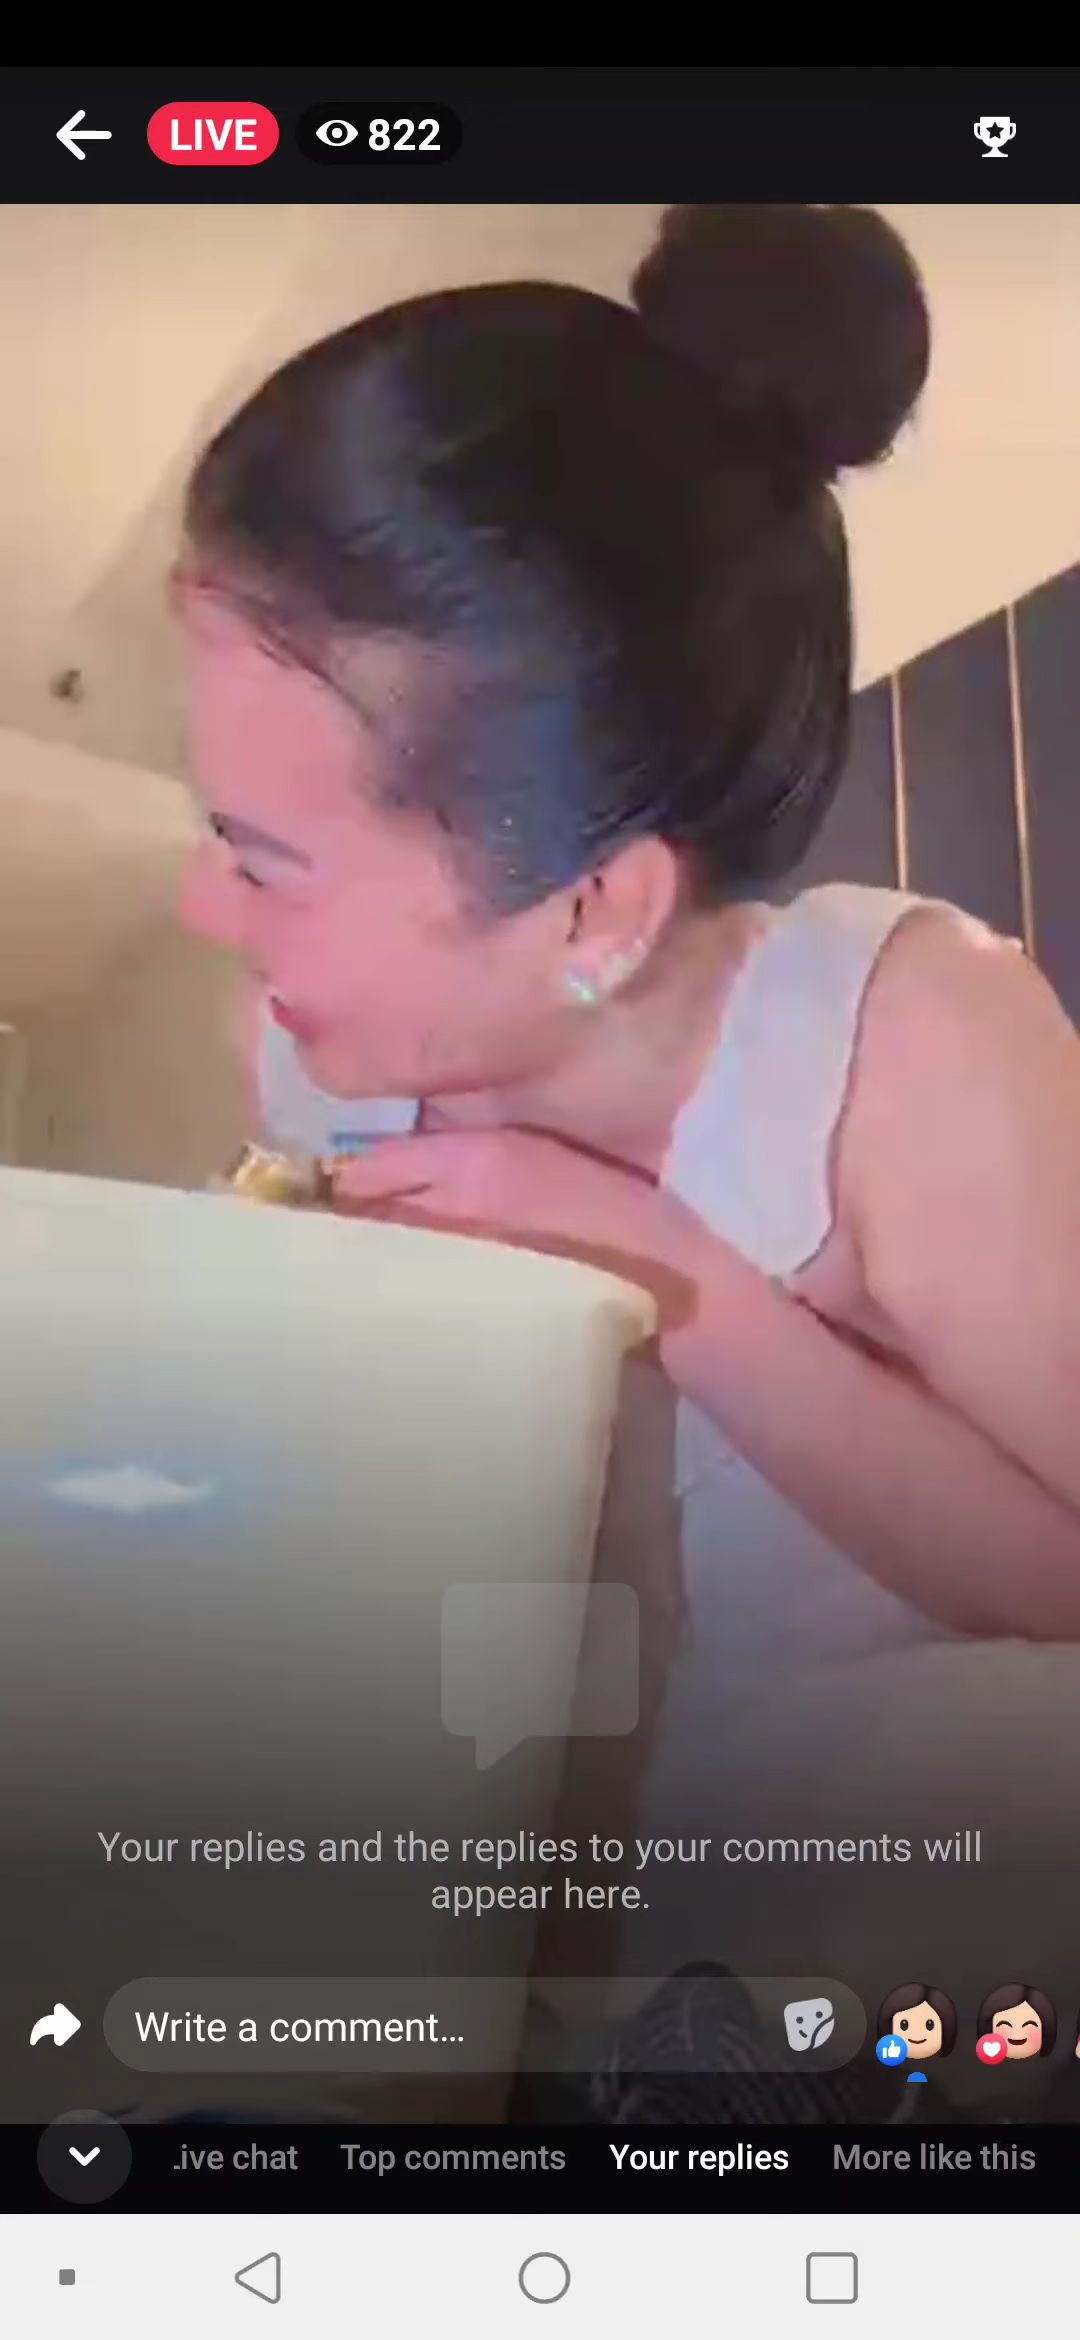 LIVE
822
Your replies and the replies to your comments will
appear here.
Write a comment...
.ive chat
Top comments
Your replies
More like this